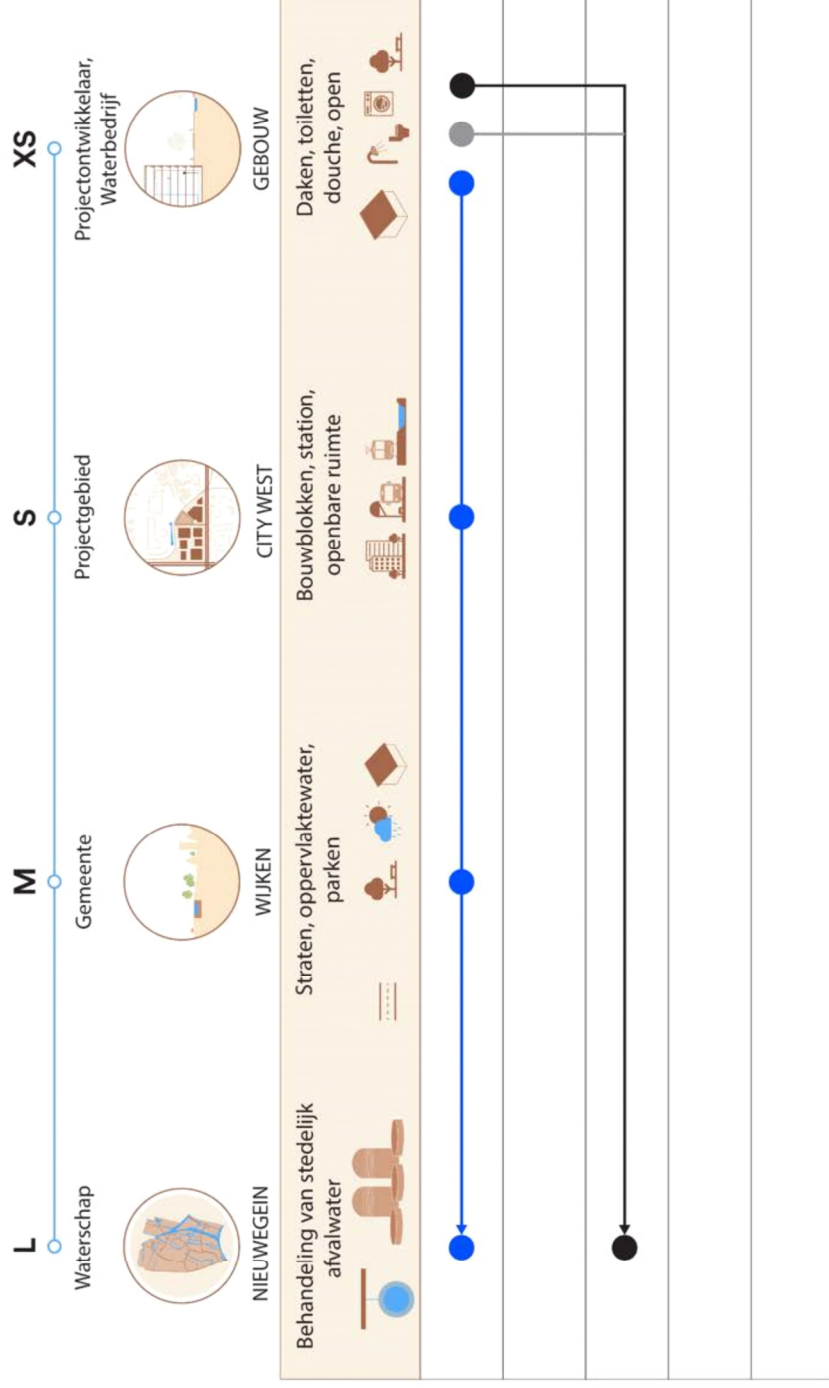 L
M
S
XS
Waterschap
Gemeente
Projectgebied
Projectontwikkelaar,
Waterbedrijf
NIEUWEGEIN
WIJKEN
CITY WEST
GEBOUW
Behandeling van stedelijk
afvalwater
Straten, oppervlaktewater,
parken
Bouwblokken, station,
openbare ruimte
Daken, toiletten,
douche, open